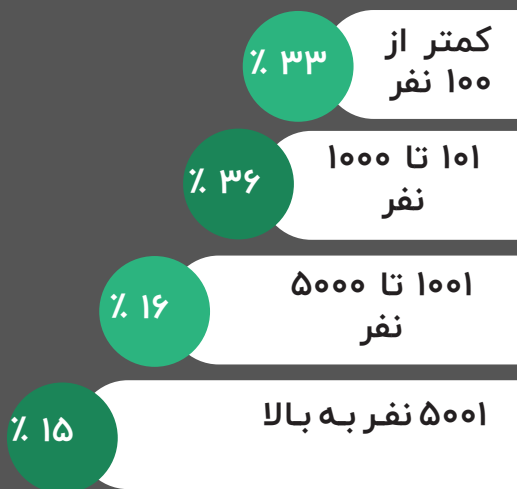 کمتر از
۱۰۰ نفر
٪ ۳۳
۱۰۱ تا ۱۰۰۰
نفر
٪ ۳۶
۱۰۰۱ تا ۵۰۰۰
نفر
٪ ۱۶
۵۰۰۱ نفر به بالا
٪ ۱۵